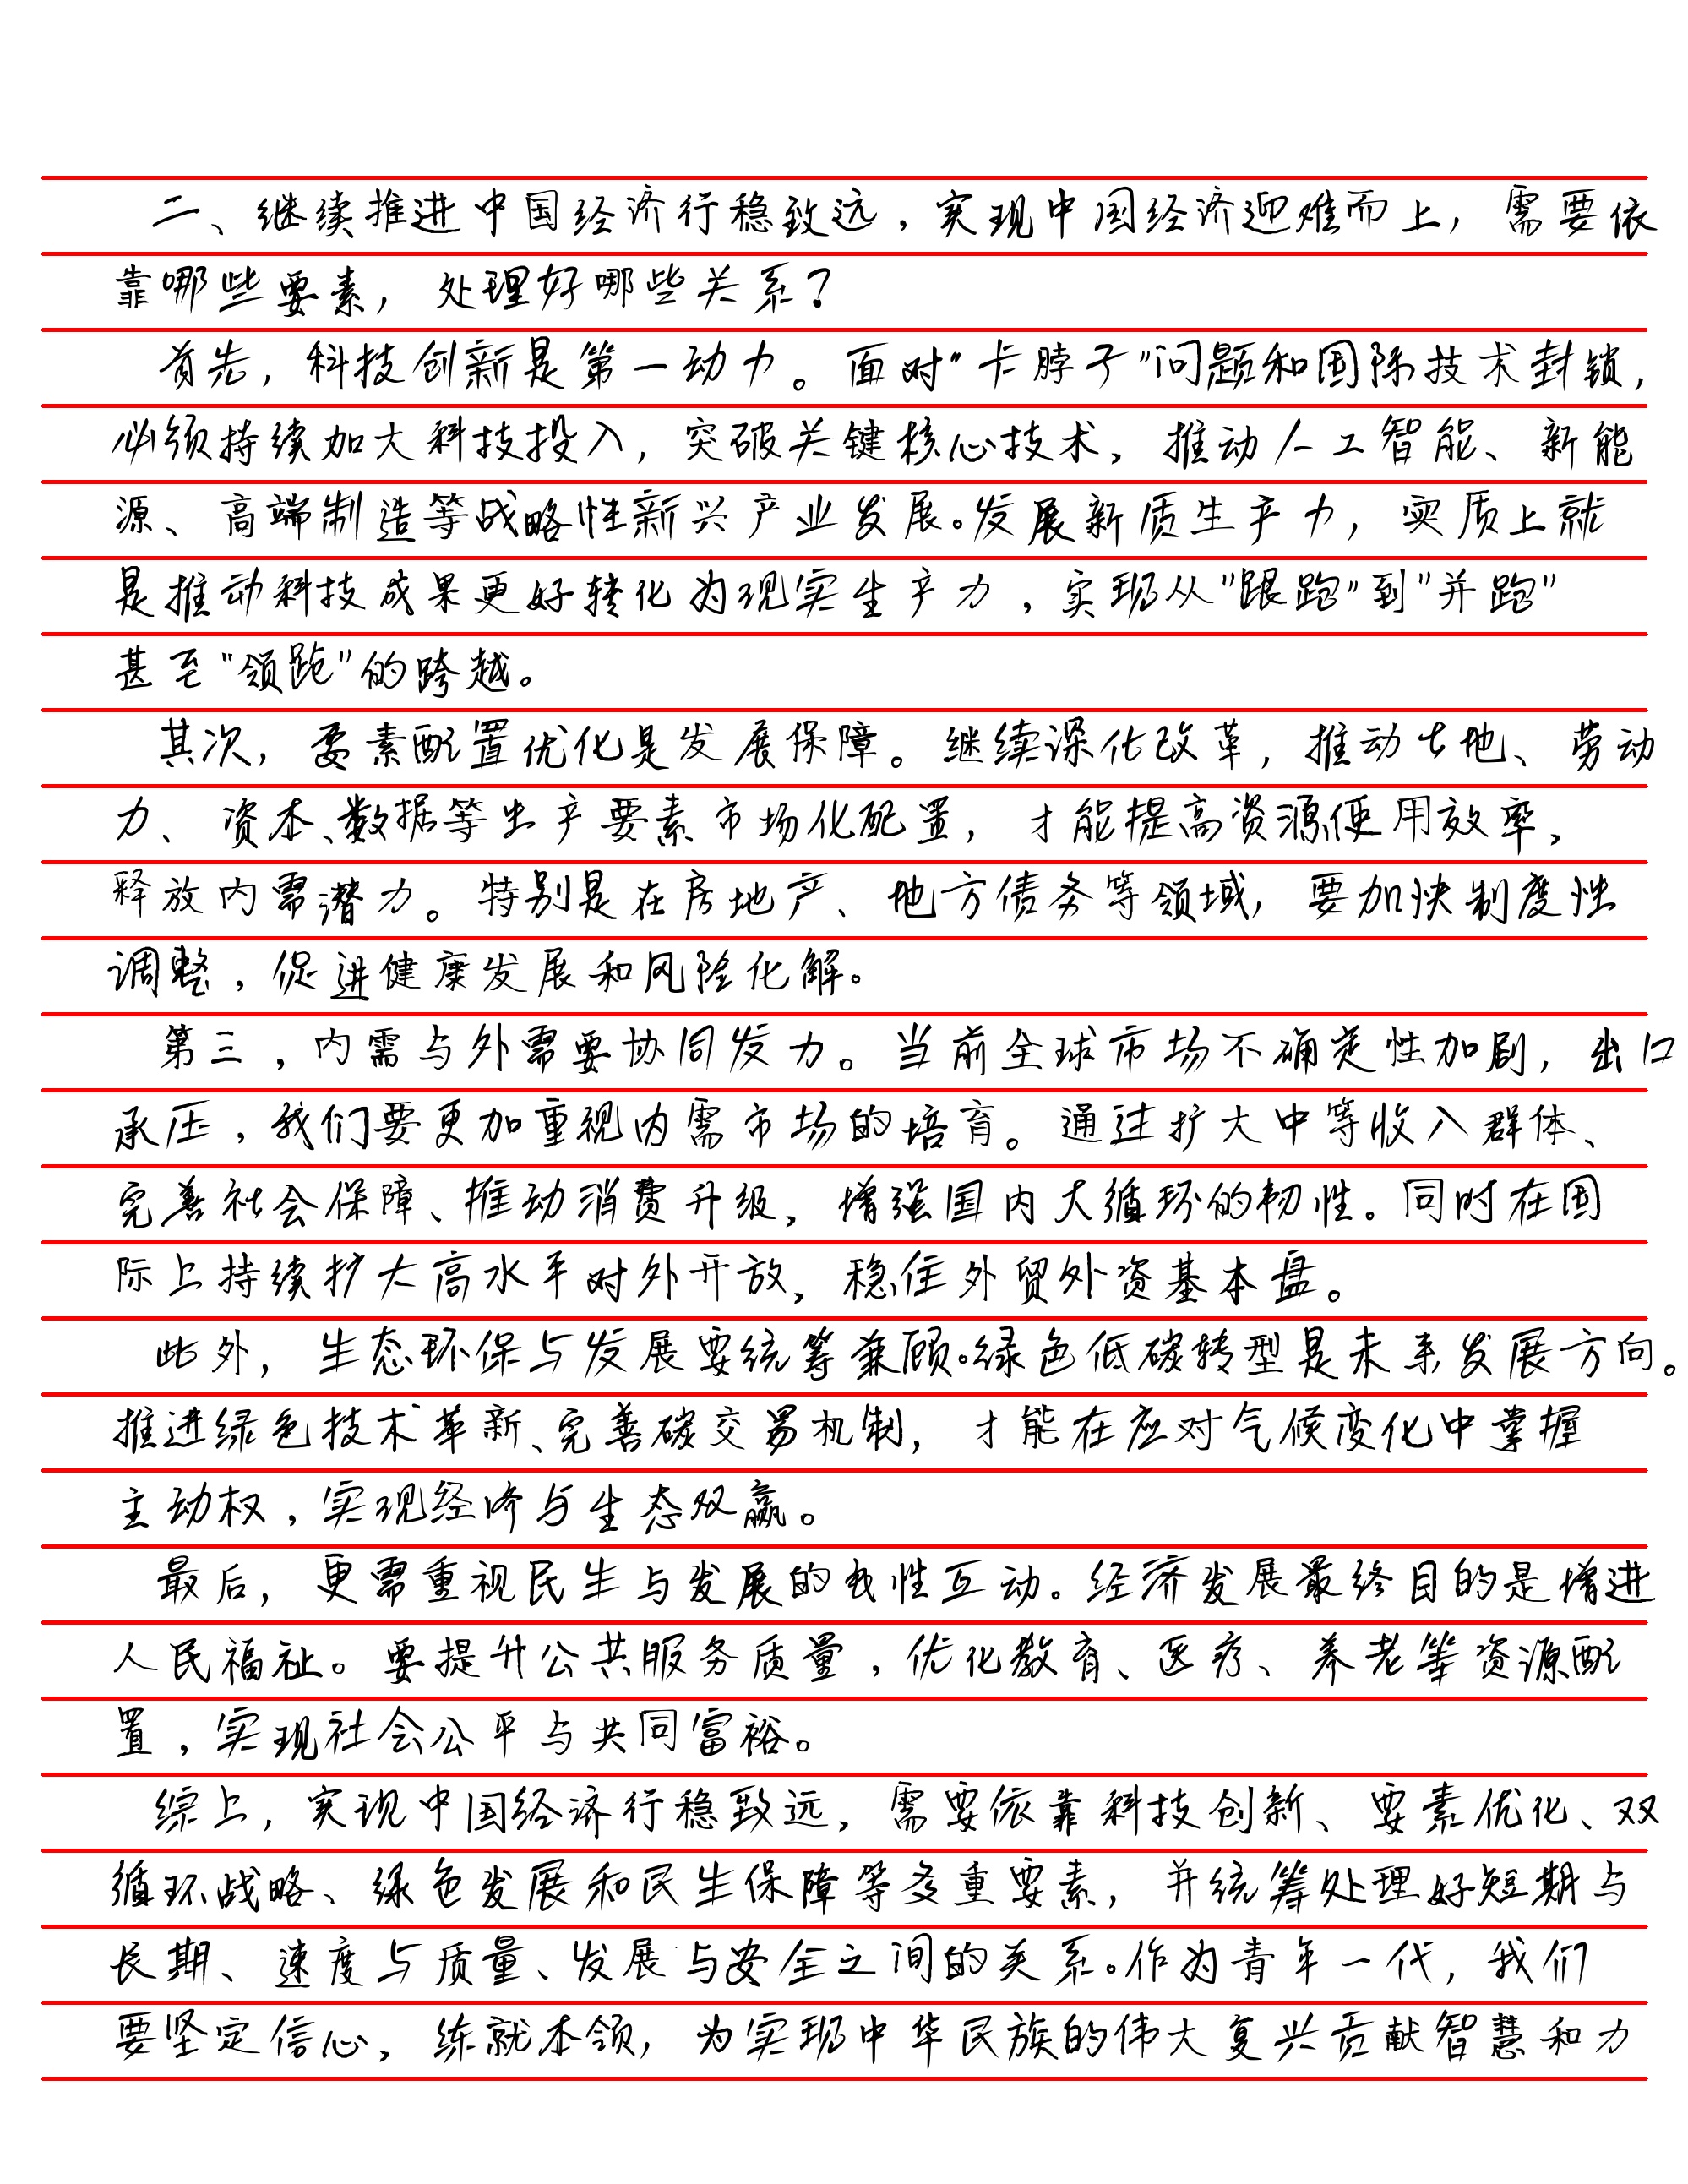 二、继续推进中国经济行稳致远，实现中国经济迎难而上，需要依
靠哪些要素，处理好哪些关系？
首先，科技创新是第一动力。面对"卡脖子"问题和国际技术封锁，
必须持续加大科技投入，突破关键核心技术，推动人工智能、新能
源、高端制造等战略性新兴产业发展。发展新质生产力，实质上就
是推动科技成果更好转化为现实生产力，实现从"跟跑"到"并跑"
甚至"领跑"的跨越。
其次，要素配置优化是发展保障。继续深化改革，推动土地、劳动
力、资本、数据等生产要素市场化配置，才能提高资源使用效率，
释放内需潜力。特别是在房地产、地方债务等领域，要加快制度性
调整，促进健康发展和风险化解。
第三，内需与外需要协同发力。当前全球市场不确定性加剧，出口
承压，我们要更加重视内需市场的培育。通过扩大中等收入群体、
完善社会保障、推动消费升级，增强国内大循环的韧性。同时在国
际上持续扩大高水平对外开放，稳住外贸外资基本盘。
此外，生态环保与发展要统筹兼顾。绿色低碳转型是未来发展方向。
推进绿色技术革新、完善碳交易机制，才能在应对气候变化中掌握
主动权，实现经济与生态双赢。
最后，更需重视民生与发展的良性互动。经济发展最终目的是增进
人民福祉。要提升公共服务质量，优化教育、医疗、养老等资源配
置，实现社会公平与共同富裕。
综上，实现中国经济行稳致远，需要依靠科技创新、要素优化、双
循环战略、绿色发展和民生保障等多重要素，并统筹处理好短期与
长期、速度与质量、发展与安全之间的关系。作为青年一代，我们
要坚定信心，练就本领，为实现中华民族的伟大复兴贡献智慧和力